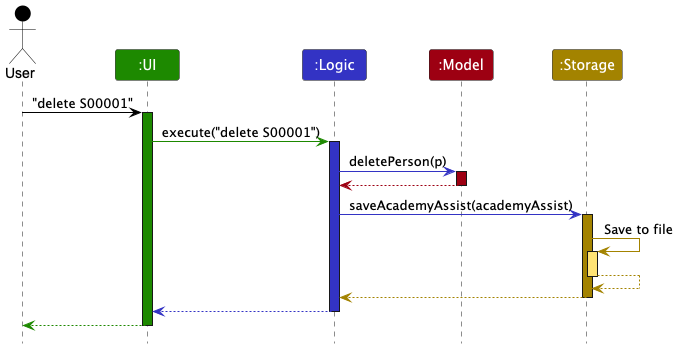 User
:UI
:Logic
:Model
:Storage
"delete S00001"
execute("delete S00001")
deletePerson(p)
saveAcademyAssist(academyAssist)
Save to file